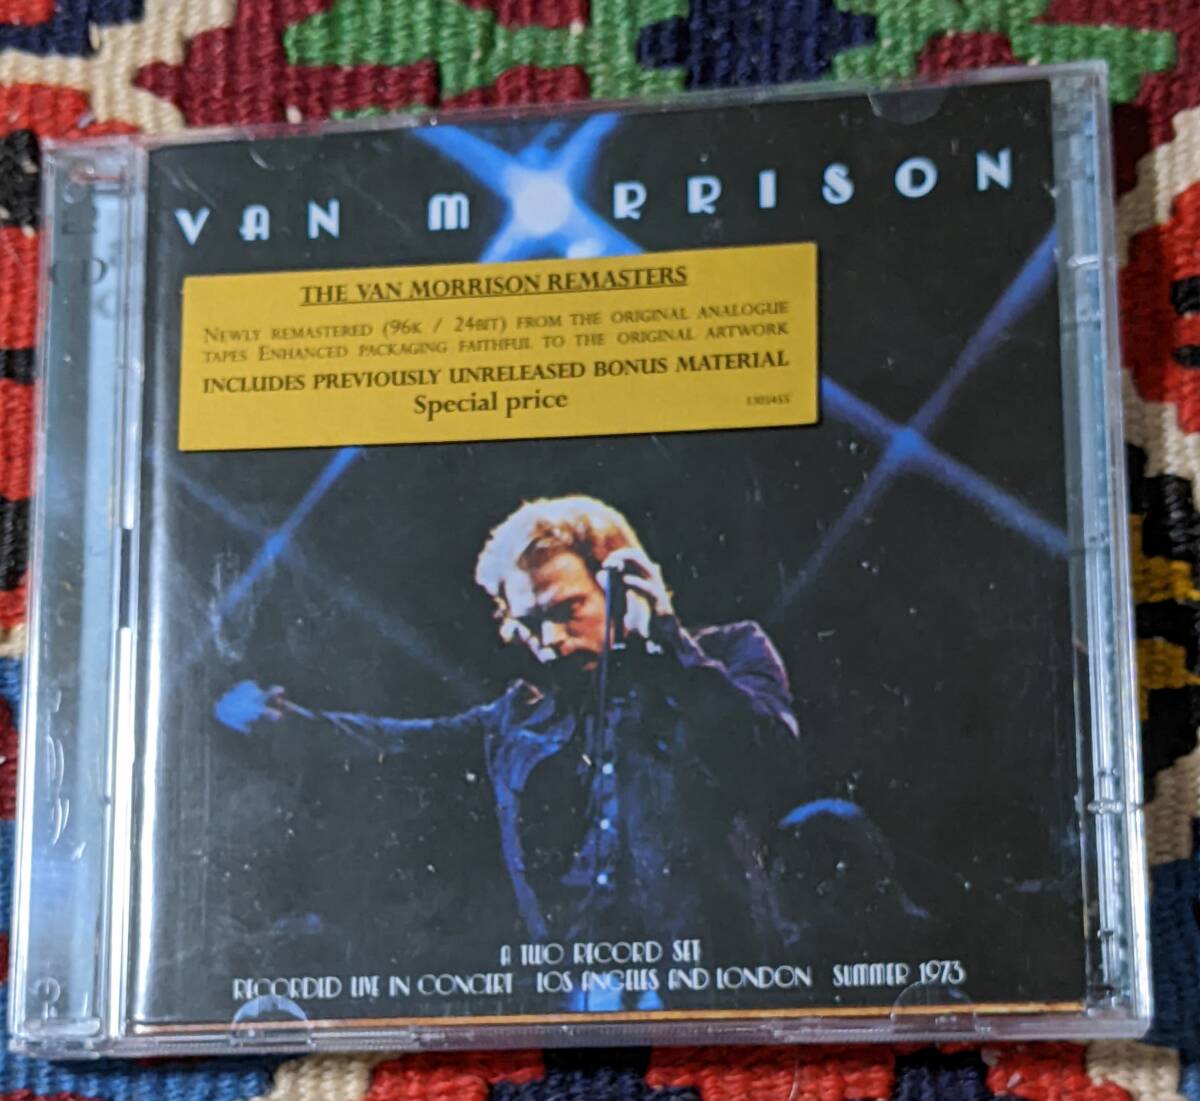 VAN MORRISON
THE VAN MORRISON REMASTERS
NEWLY REMASTERED (96K / 24BIT) FROM THE ORIGINAL ANALOGUE
TAPES ENHANCED PACKAGING FAITHFUL TO THE ORIGINAL ARTWORK
INCLUDES PREVIOUSLY UNRELEASED BONUS MATERIAL
Special price
A TWO RECORD SET
RECORDED LIVE IN CONCERT LOS ANGELES AND LONDON SUMMER 1973